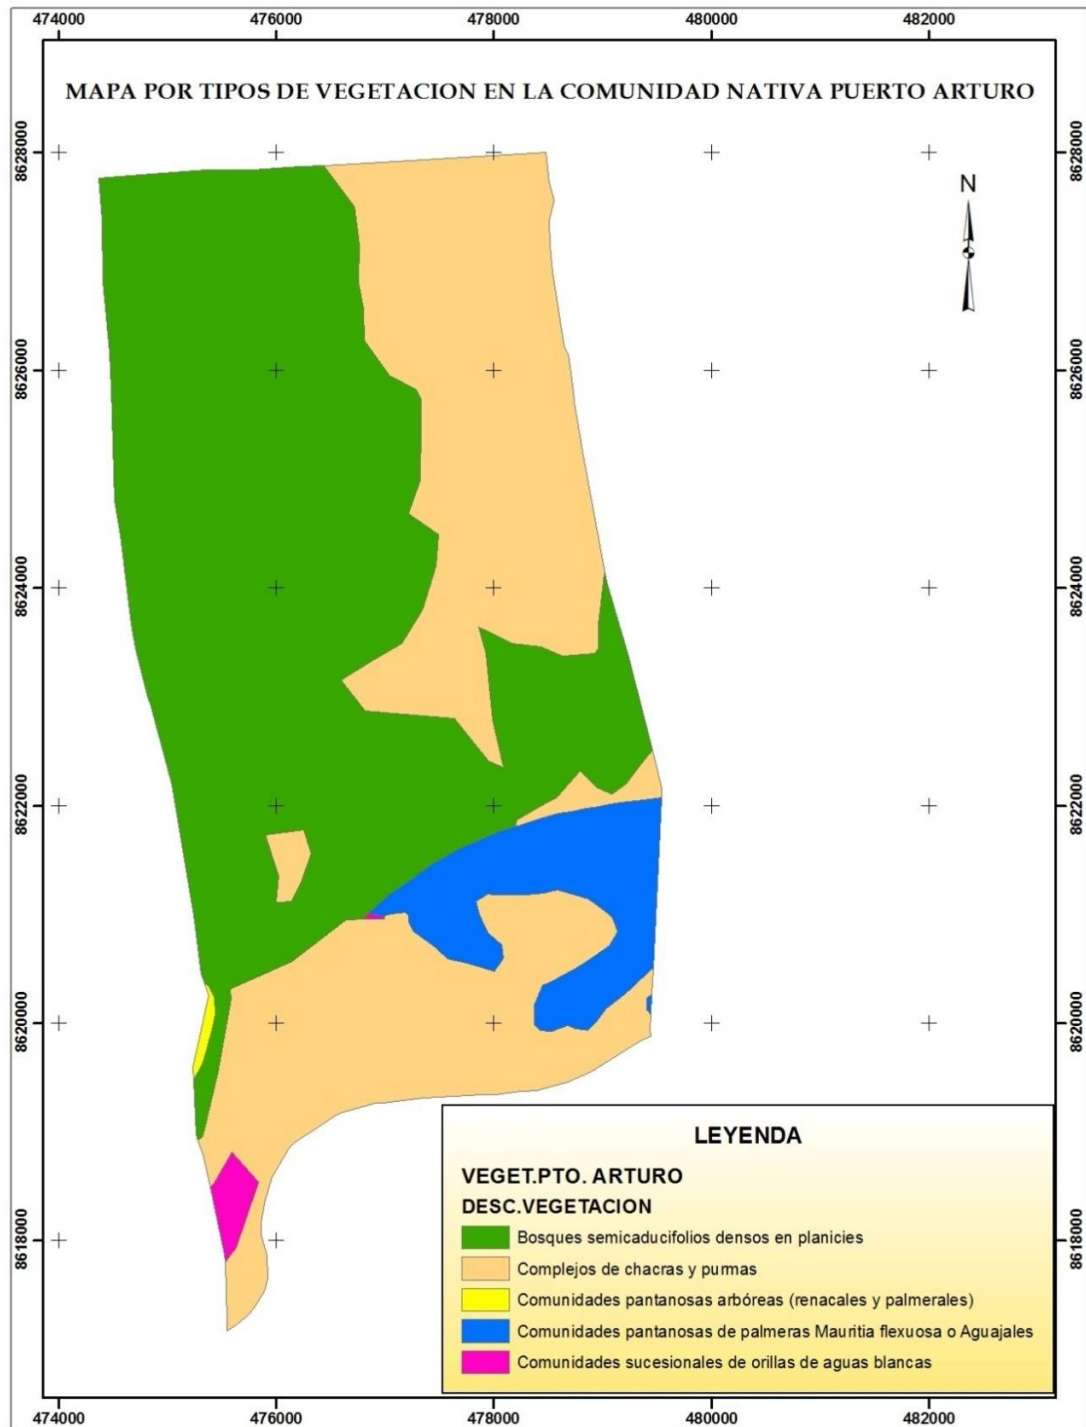 474000 476000 478000 480000 482000
MAPA POR TIPOS DE VEGETACION EN LA COMUNIDAD NATIVA PUERTO ARTURO
8628000 8628000
N
8626000 8626000
8624000 8624000
8622000 8622000
8620000 8620000
8618000 8618000
LEYENDA
VEGET.PTO. ARTURO
DESC.VEGETACION
Bosques semicaducifolios densos en planicies
Complejos de chacras y purmas
Comunidades pantanosas arbóreas (renacales y palmerales)
Comunidades pantanosas de palmeras Mauritia flexuosa o Aguajales
Comunidades sucesionales de orillas de aguas blancas
474000 476000 478000 480000 482000